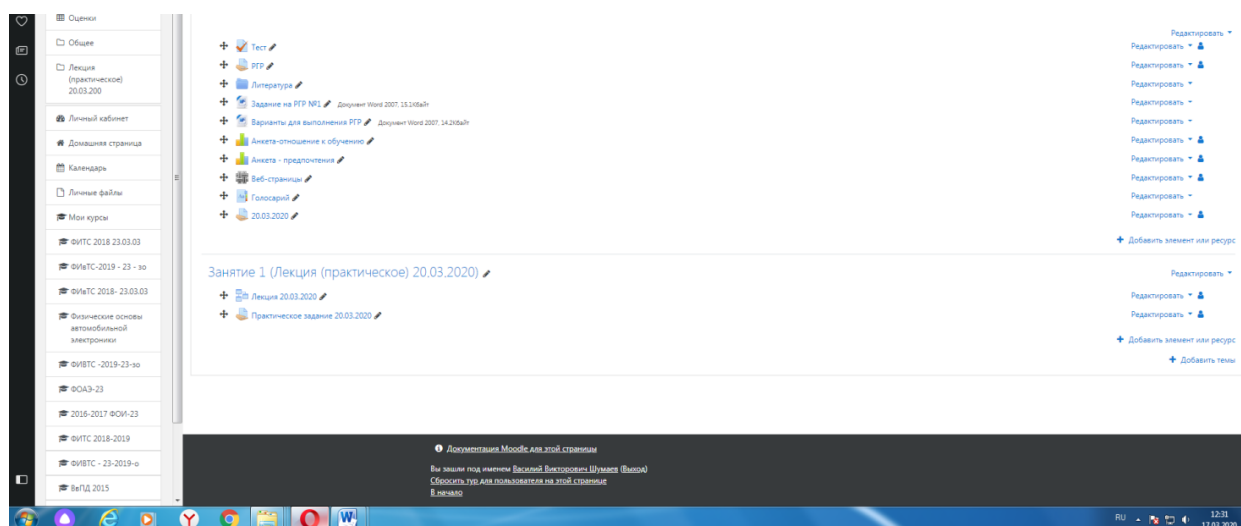 Оценки
Общее
Лекция
(практическое)
20.03.200
Личный кабинет
Домашняя страница
Календарь
Личные файлы
Мои курсы
ФИТС 2018 23.03.03
ФИвТС-2019 - 23 - зо
ФИвТС 2018- 23.03.03
Физические основы
автомобильной
электроники
ФИВТС -2019-23-зо
ФОАЭ-23
2016-2017 ФОИ-23
ФИТС 2018-2019
ФИВТС - 23-2019-о
ВеПД 2015
Редактировать
Тест Редактировать
РГР Редактировать
Литература Редактировать
Задание на РГР №1 Документ Word 2007, 15.1Кбайт Редактировать
Варианты для выполнения РГР Документ Word 2007, 14.2Кбайт Редактировать
Анкета-отношение к обучению Редактировать
Анкета - предпочтения Редактировать
Веб-страницы Редактировать
Голосарий Редактировать
20.03.2020 Редактировать
Добавить элемент или ресурс
Занятие 1 (Лекция (практическое) 20.03.2020) Редактировать
Лекция 20.03.2020 Редактировать
Практическое задание 20.03.2020 Редактировать
Добавить элемент или ресурс
Добавить темы
Документация Moodle для этой страницы
Вы зашли под именем Василий Викторович Шумаев (Выход)
Сбросить тур для пользователя на этой странице
В начало
RU 12:31
17.03.2020